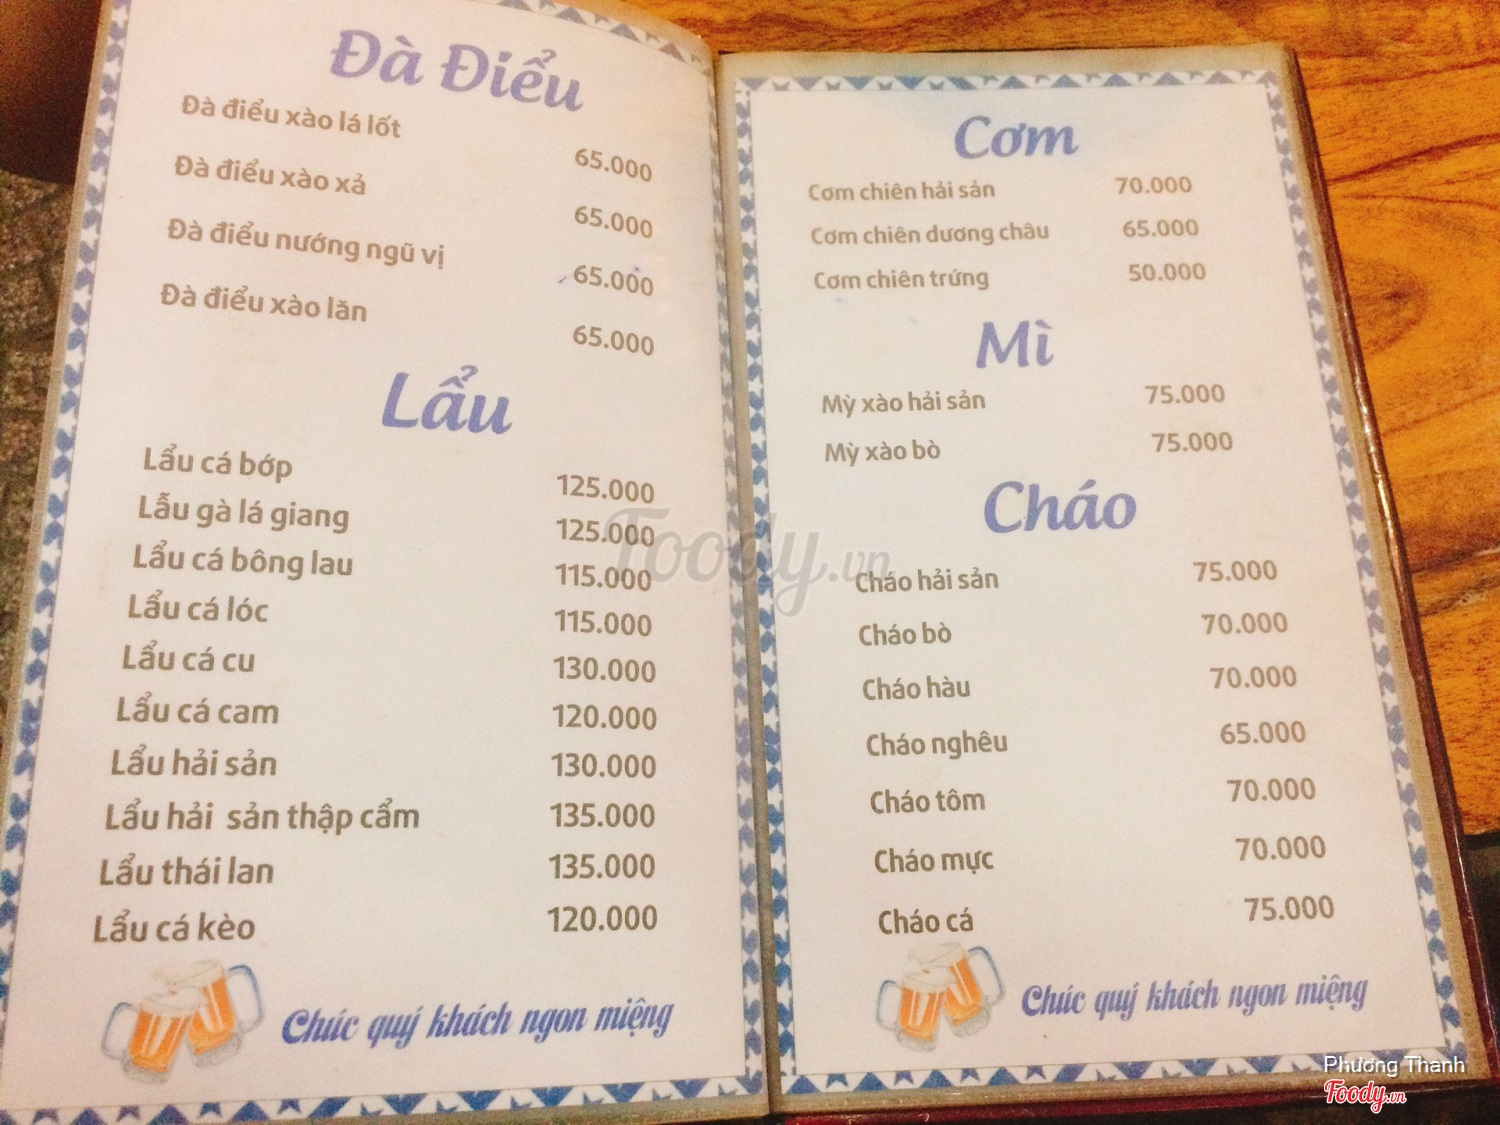 Đà Điểu
Đà điểu xào lá lốt 65.000
Đà điểu xào xả 65.000
Đà điểu nướng ngũ vị 65.000
Đà điểu xào lăn 65.000
Lẩu
Lẩu cá bớp 125.000
Lẫu gà lá giang 125.000
Lẩu cá bông lau 115.000
Lẩu cá lóc 115.000
Lẩu cá cu 130.000
Lẩu cá cam 120.000
Lẩu hải sản 130.000
Lẩu hải sản thập cẩm 135.000
Lẩu thái lan 135.000
Lẩu cá kèo 120.000
Chúc quý khách ngon miệng
Cơm
Cơm chiên hải sản 70.000
Cơm chiên dương châu 65.000
Cơm chiên trứng 50.000
Mì
Mỳ xào hải sản 75.000
Mỳ xào bò 75.000
Cháo
Cháo hải sản 75.000
Cháo bò 70.000
Cháo hàu 70.000
Cháo nghêu 65.000
Cháo tôm 70.000
Cháo mực 70.000
Cháo cá 75.000
Chúc quý khách ngon miệng
Foody.vn
Phương Thanh
Foody.vn